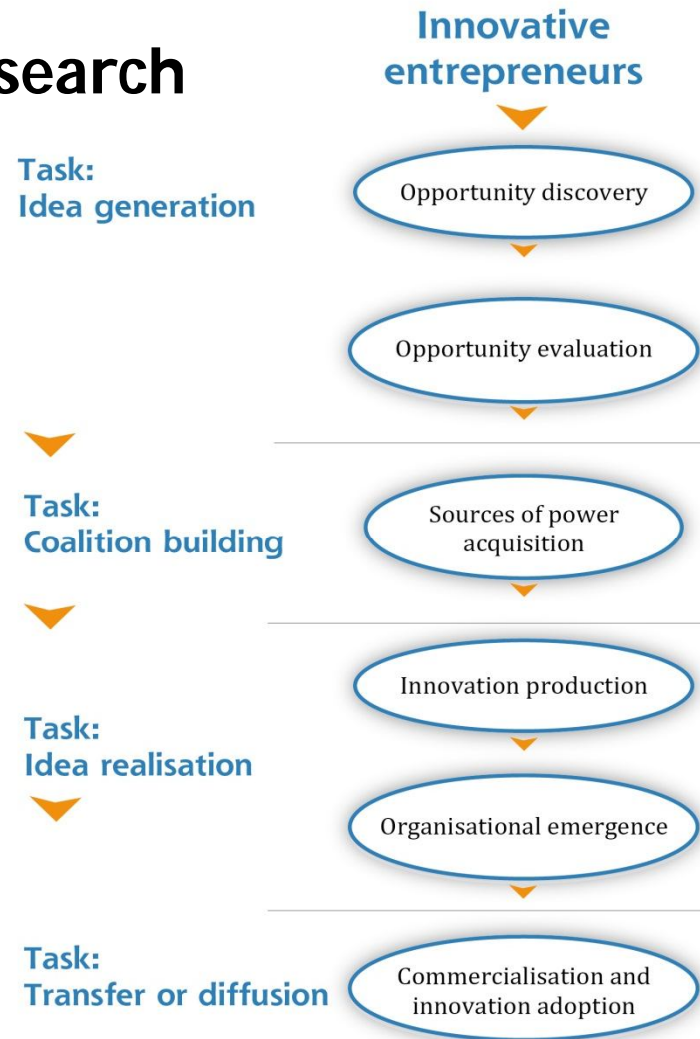 search
Innovative
entrepreneurs
Task:
Idea generation
Opportunity discovery
Opportunity evaluation
Task:
Coalition building
Sources of power
acquisition
Innovation production
Task:
Idea realisation
Organisational emergence
Task:
Transfer or diffusion
Commercialisation and
innovation adoption